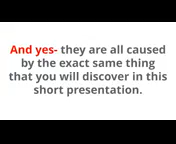 And yes- they are all caused
by the exact same thing
that you will discover in this
short presentation.